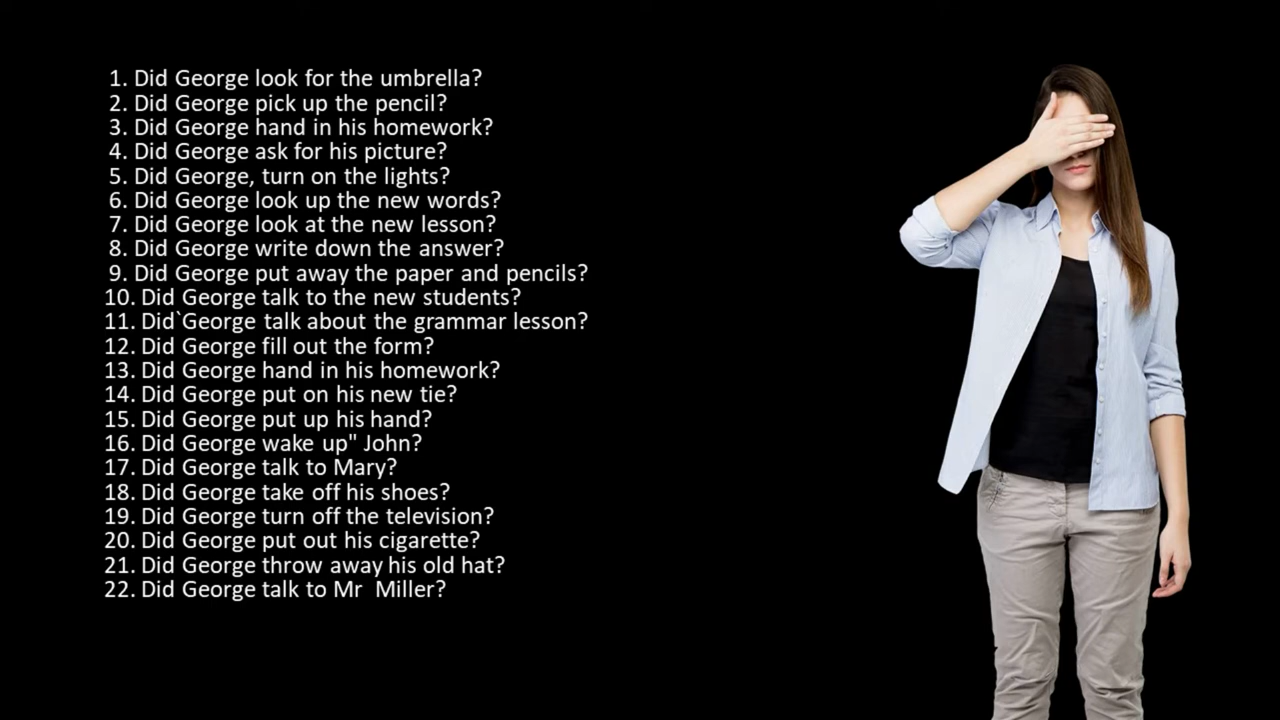 1. Did George look for the umbrella?
2. Did George pick up the pencil?
3. Did George hand in his homework?
4. Did George ask for his picture?
5. Did George, turn on the lights?
6. Did George look up the new words?
7. Did George look at the new lesson?
8. Did George write down the answer?
9. Did George put away the paper and pencils?
10. Did George talk to the new students?
11. Did`George talk about the grammar lesson?
12. Did George fill out the form?
13. Did George hand in his homework?
14. Did George put on his new tie?
15. Did George put up his hand?
16. Did George wake up" John?
17. Did George talk to Mary?
18. Did George take off his shoes?
19. Did George turn off the television?
20. Did George put out his cigarette?
21. Did George throw away his old hat?
22. Did George talk to Mr  Miller?